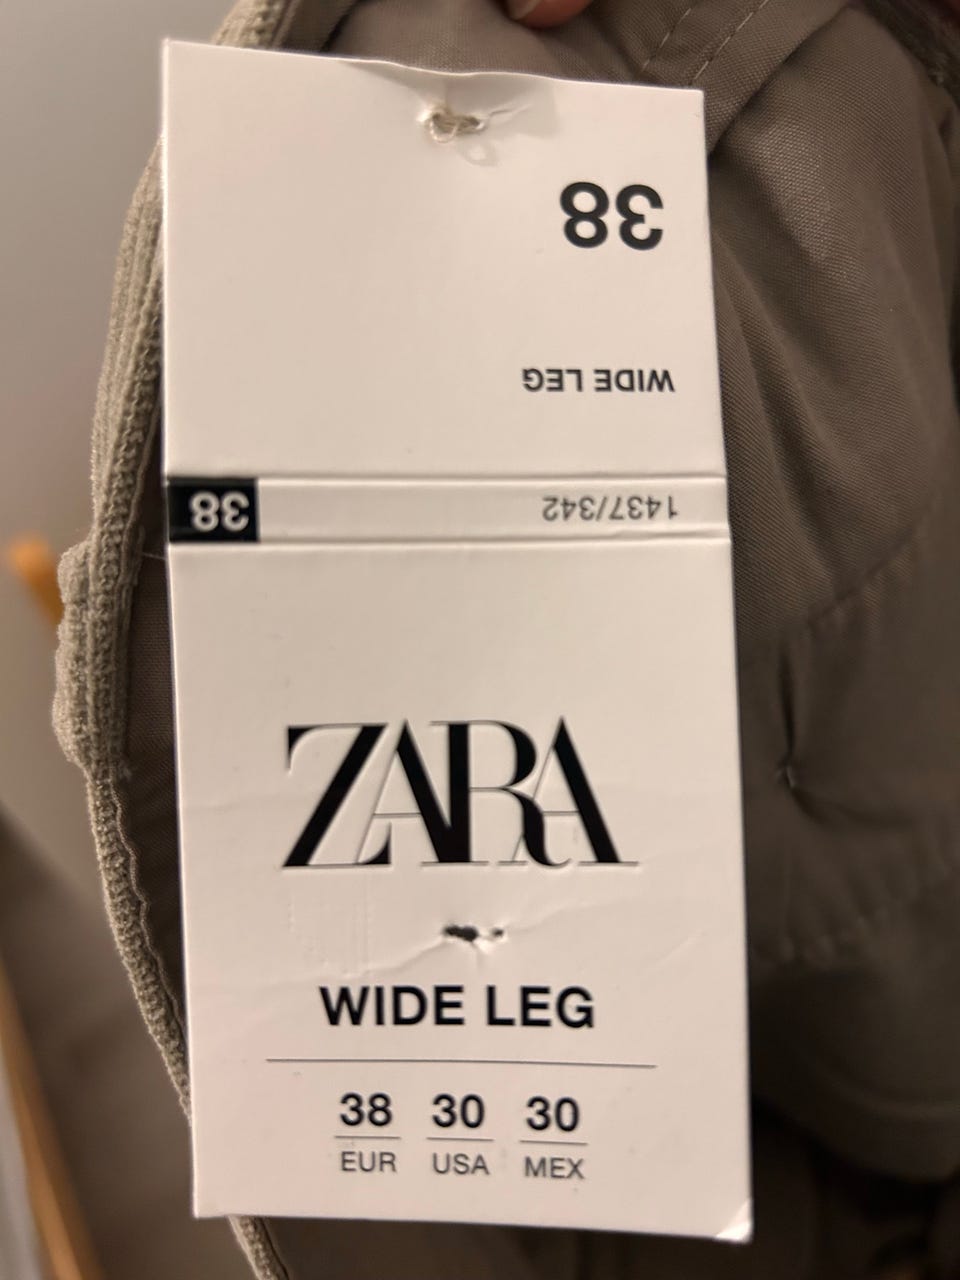 38
WIDE LEG
1437/342
38
ZARA
WIDE LEG
38 30 30
EUR USA MEX